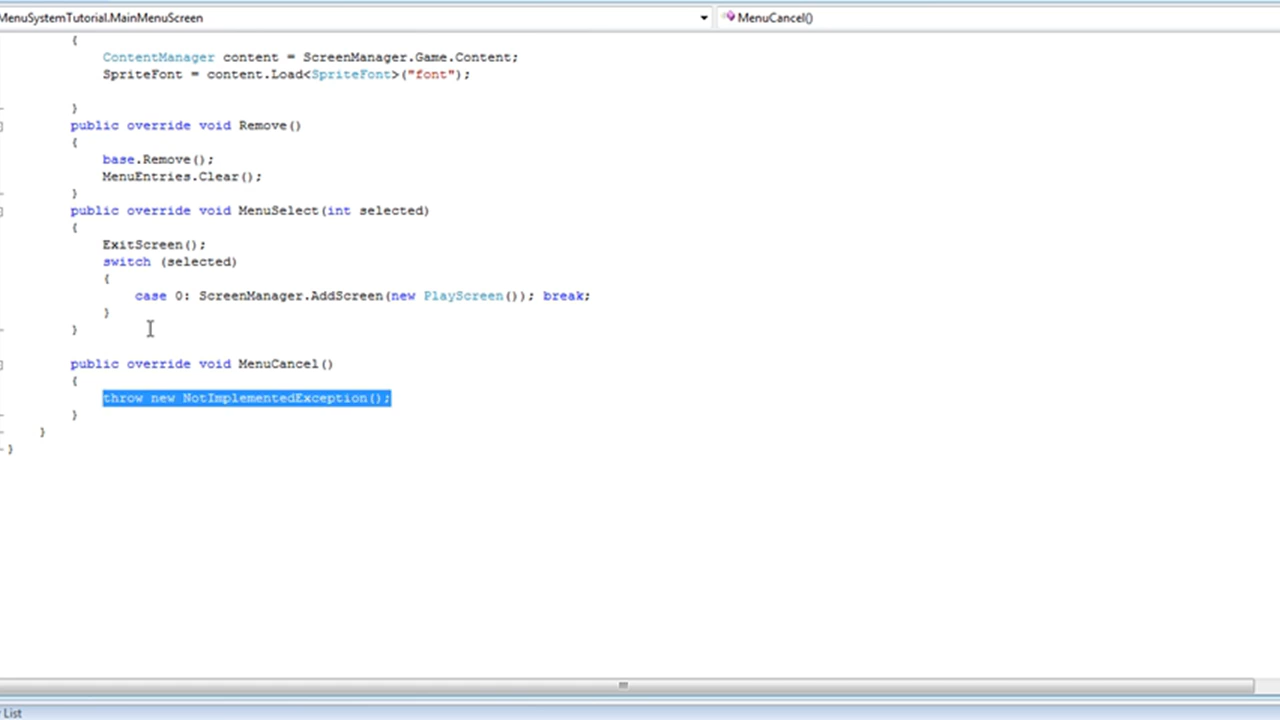 MenuSystemTutorial.MainMenuScreen
MenuCancel()
{
ContentManager content = ScreenManager.Game.Content;
SpriteFont = content.Load<SpriteFont>("font");
}
public override void Remove()
{
base.Remove();
MenuEntries.Clear();
}
public override void MenuSelect(int selected)
{
ExitScreen();
switch (selected)
{
case 0: ScreenManager.AddScreen(new PlayScreen()); break;
}
}
public override void MenuCancel()
{
throw new NotImplementedException();
}
}
}
List